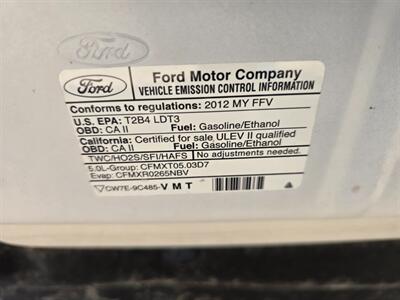 Ford
Ford
Ford Motor Company
VEHICLE EMISSION CONTROL INFORMATION
Conforms to regulations: 2012 MY FFV
U.S. EPA: T2B4 LDT3
OBD: CA II Fuel: Gasoline/Ethanol
California: Certified for sale ULEV II qualified
OBD: CA II Fuel: Gasoline/Ethanol
TWC/HO2S/SFI/HAFS No adjustments needed.
5.0L-Group: CFMXT05.03D7
Evap: CFMXR0265NBV
CW7E-9C485-VMT